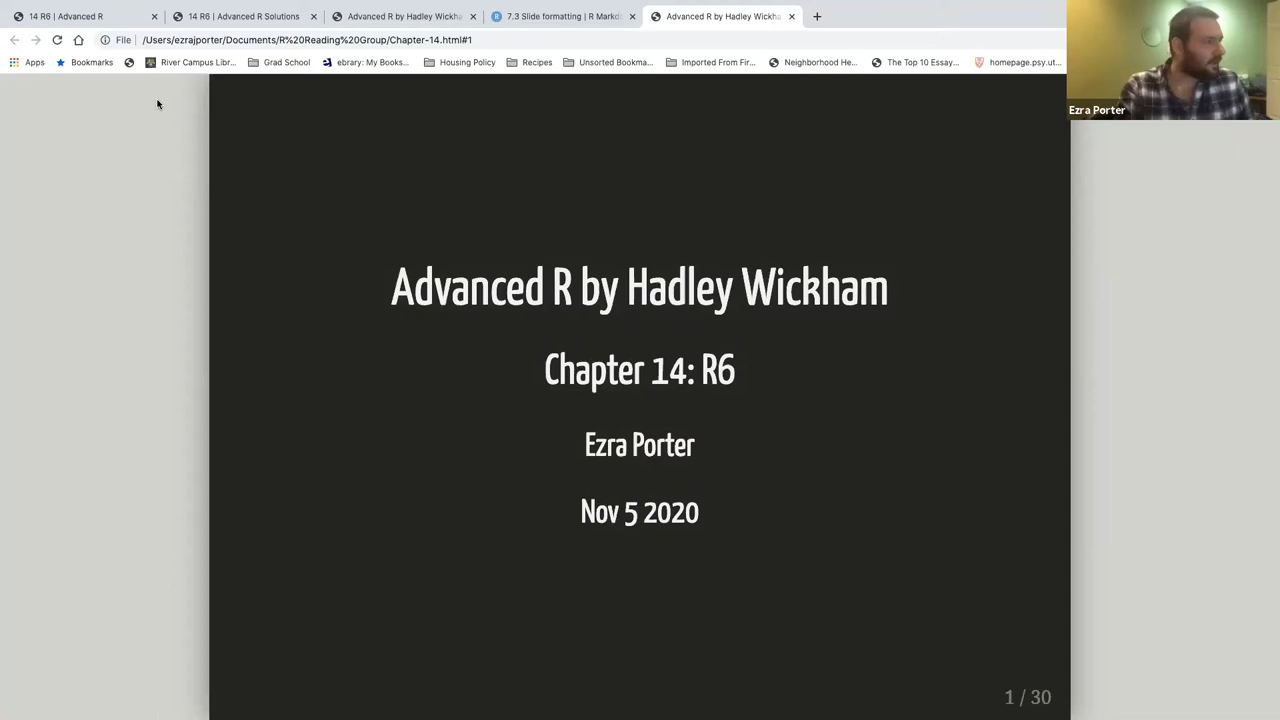 14 R6 | Advanced R
14 R6 | Advanced R Solutions
Advanced R by Hadley Wickha
7.3 Slide formatting | R Markd
Advanced R by Hadley Wickha
File
/Users/ezrajporter/Documents/R%20Reading%20Group/Chapter-14.html#1
Apps
Bookmarks
River Campus Libr...
Grad School
ebrary: My Books...
Housing Policy
Recipes
Unsorted Bookma...
Imported From Fir...
Neighborhood He...
The Top 10 Essay...
homepage.psy.ut...
Ezra Porter
Advanced R by Hadley Wickham
Chapter 14: R6
Ezra Porter
Nov 5 2020
1 / 30